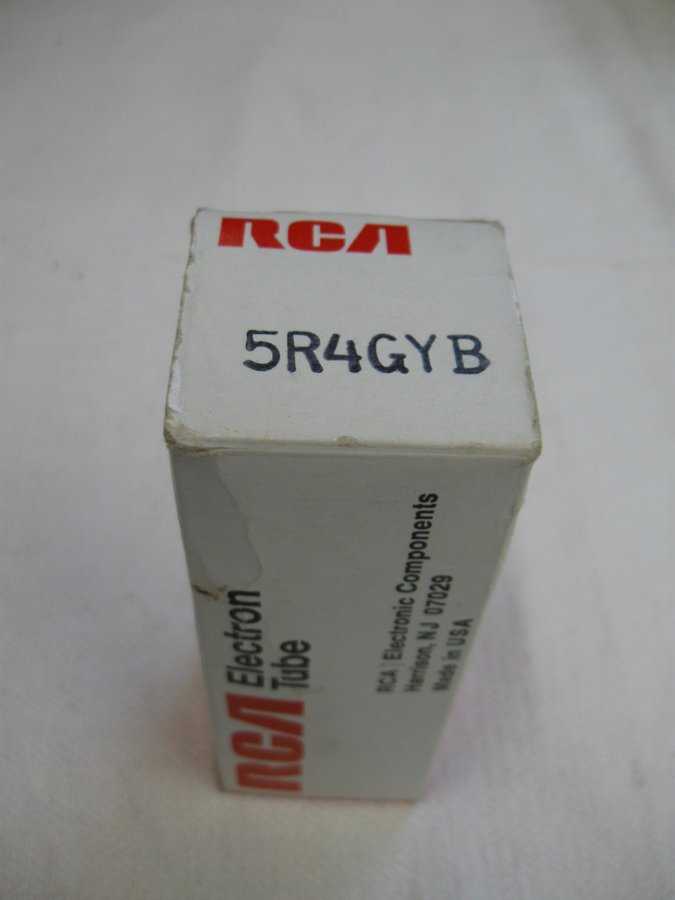 RCA
5R4GYB
RCA Electron
Tube
RCA Electronic Components
Harrison, NJ 07029
Made in USA